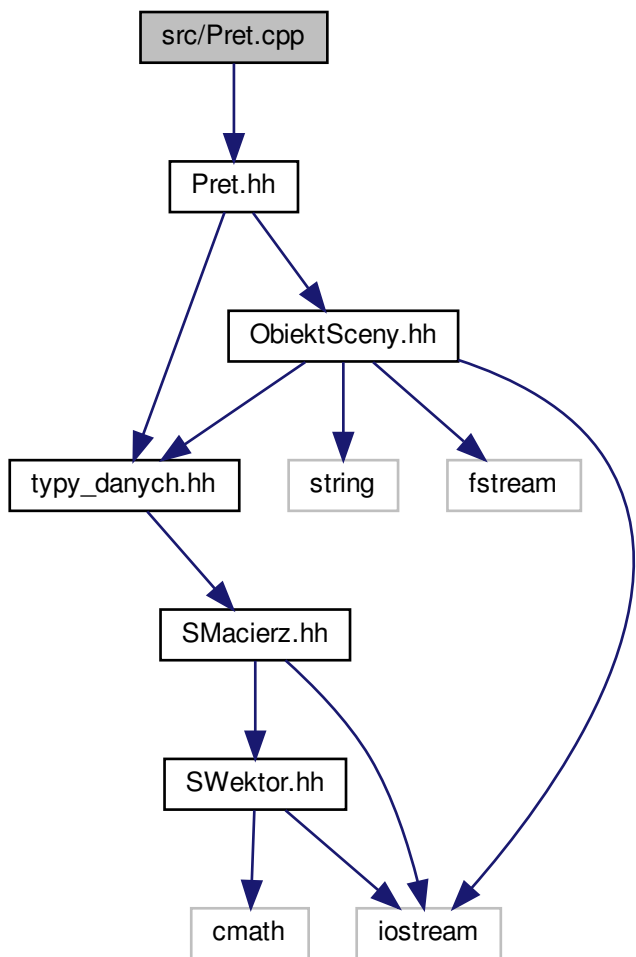 src/Pret.cpp
Pret.hh
ObiektSceny.hh
typy_danych.hh
string
fstream
SMacierz.hh
SWektor.hh
cmath
iostream